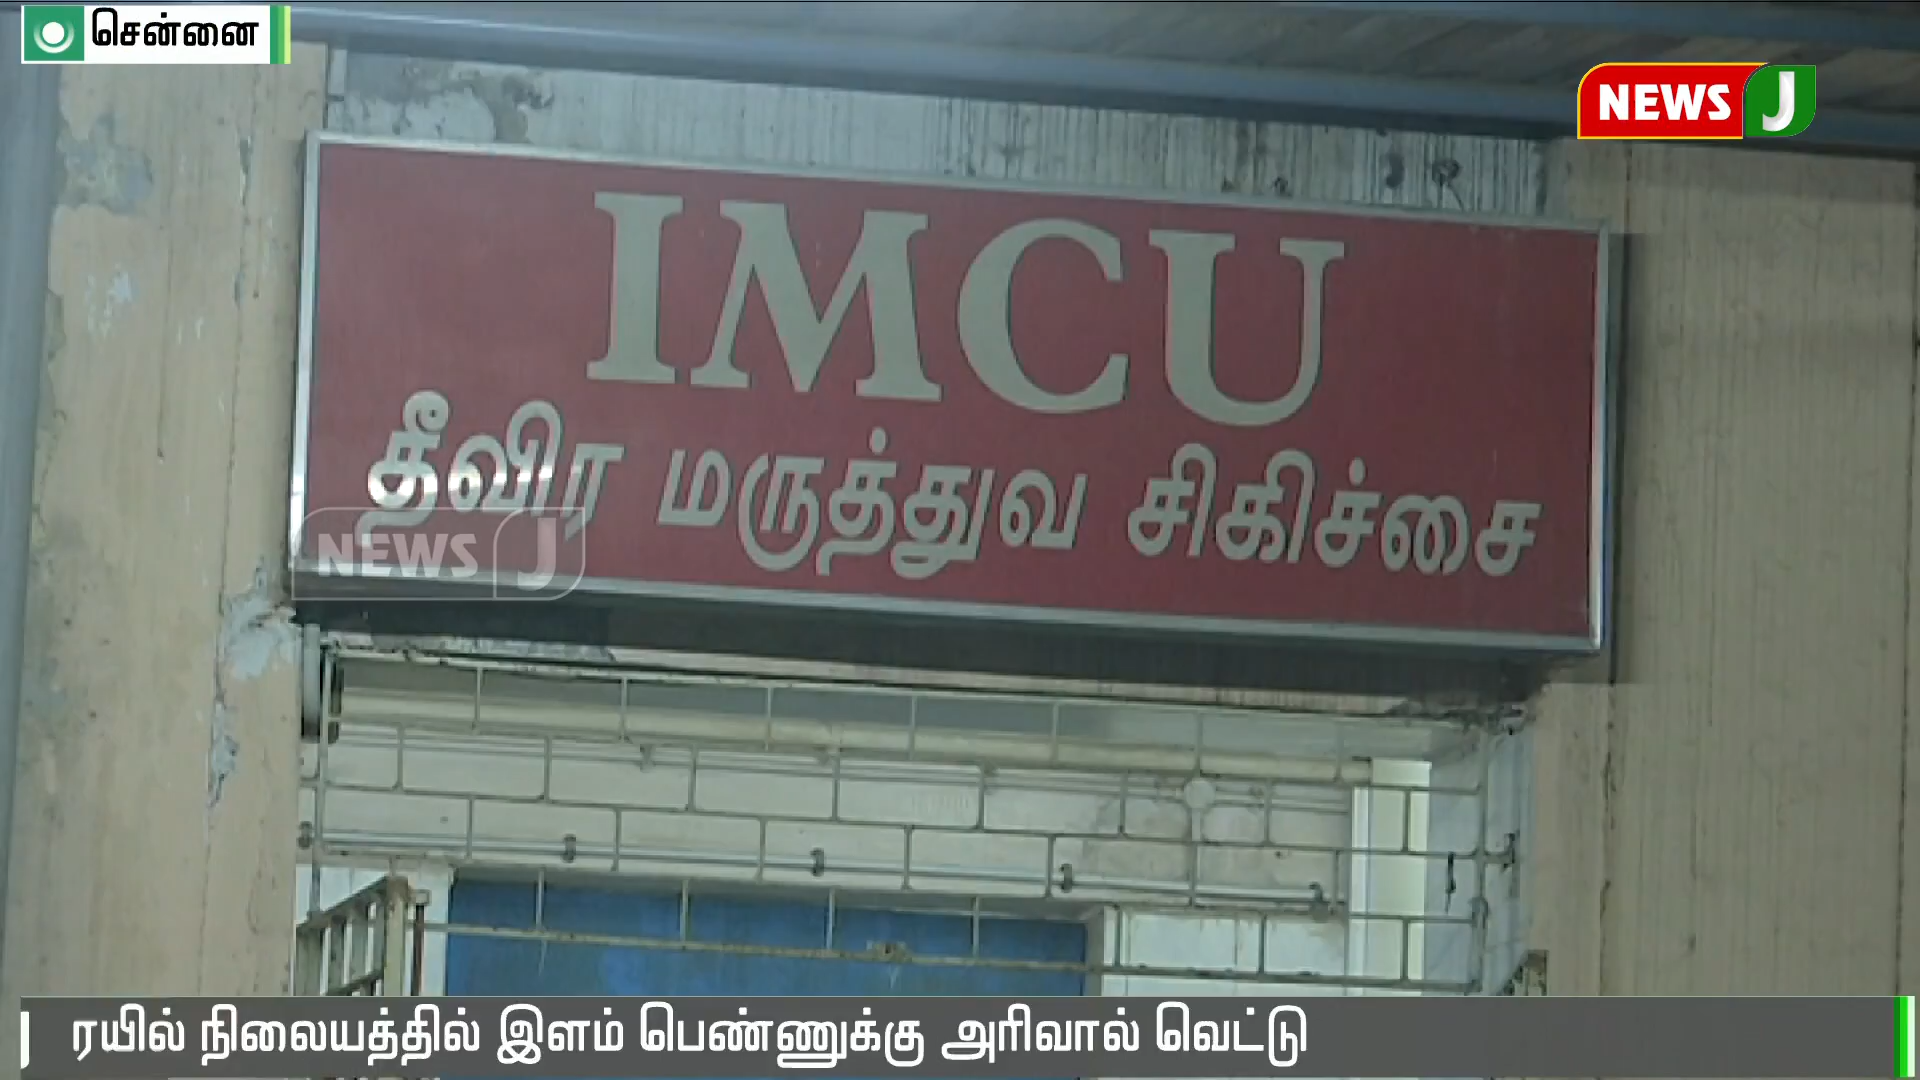 சென்னை
NEWS J
IMCU
தீவிர மருத்துவ சிகிச்சை
NEWS J
ரயில் நிலையத்தில் இளம் பெண்ணுக்கு அரிவால் வெட்டு